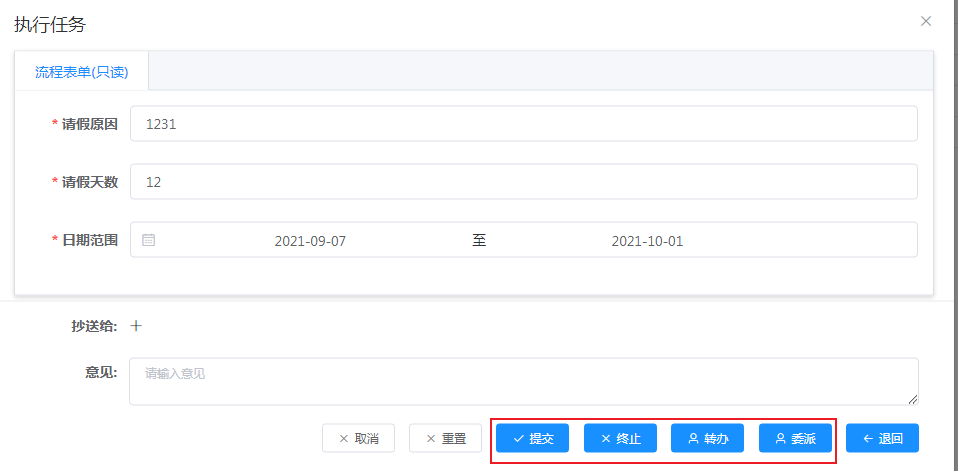 执行任务
流程表单(只读)
* 请假原因 1231
* 请假天数 12
* 日期范围 2021-09-07 至 2021-10-01
抄送给:
意见: 请输入意见
取消 重置 提交 终止 转办 委派 退回